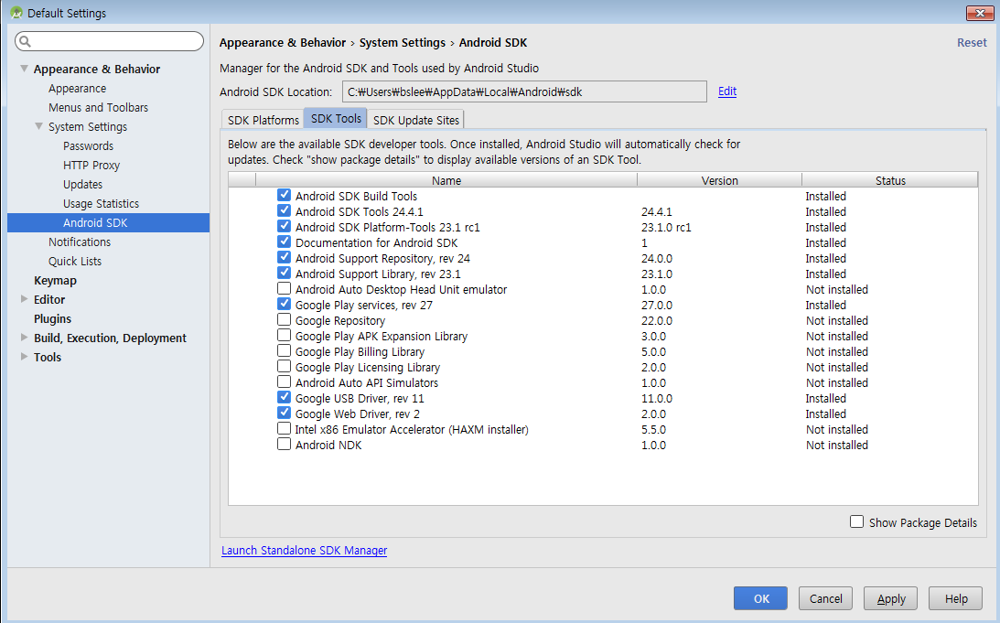 Default Settings
Appearance & Behavior › System Settings › Android SDK
Reset
Appearance & Behavior
Appearance
Menus and Toolbars
System Settings
Passwords
HTTP Proxy
Updates
Usage Statistics
Android SDK
Notifications
Quick Lists
Keymap
Editor
Plugins
Build, Execution, Deployment
Tools
Manager for the Android SDK and Tools used by Android Studio
Android SDK Location: C:₩Users₩bslee₩AppData₩Local₩Android₩sdk Edit
SDK Platforms SDK Tools SDK Update Sites
Below are the available SDK developer tools. Once installed, Android Studio will automatically check for
updates. Check "show package details" to display available versions of an SDK Tool.
Name Version Status
Android SDK Build Tools Installed
Android SDK Tools 24.4.1 24.4.1 Installed
Android SDK Platform-Tools 23.1 rc1 23.1.0 rc1 Installed
Documentation for Android SDK 1 Installed
Android Support Repository, rev 24 24.0.0 Installed
Android Support Library, rev 23.1 23.1.0 Installed
Android Auto Desktop Head Unit emulator 1.0.0 Not installed
Google Play services, rev 27 27.0.0 Installed
Google Repository 22.0.0 Not installed
Google Play APK Expansion Library 3.0.0 Not installed
Google Play Billing Library 5.0.0 Not installed
Google Play Licensing Library 2.0.0 Not installed
Android Auto API Simulators 1.0.0 Not installed
Google USB Driver, rev 11 11.0.0 Installed
Google Web Driver, rev 2 2.0.0 Installed
Intel x86 Emulator Accelerator (HAXM installer) 5.5.0 Not installed
Android NDK 1.0.0 Not installed
Show Package Details
Launch Standalone SDK Manager
OK Cancel Apply Help